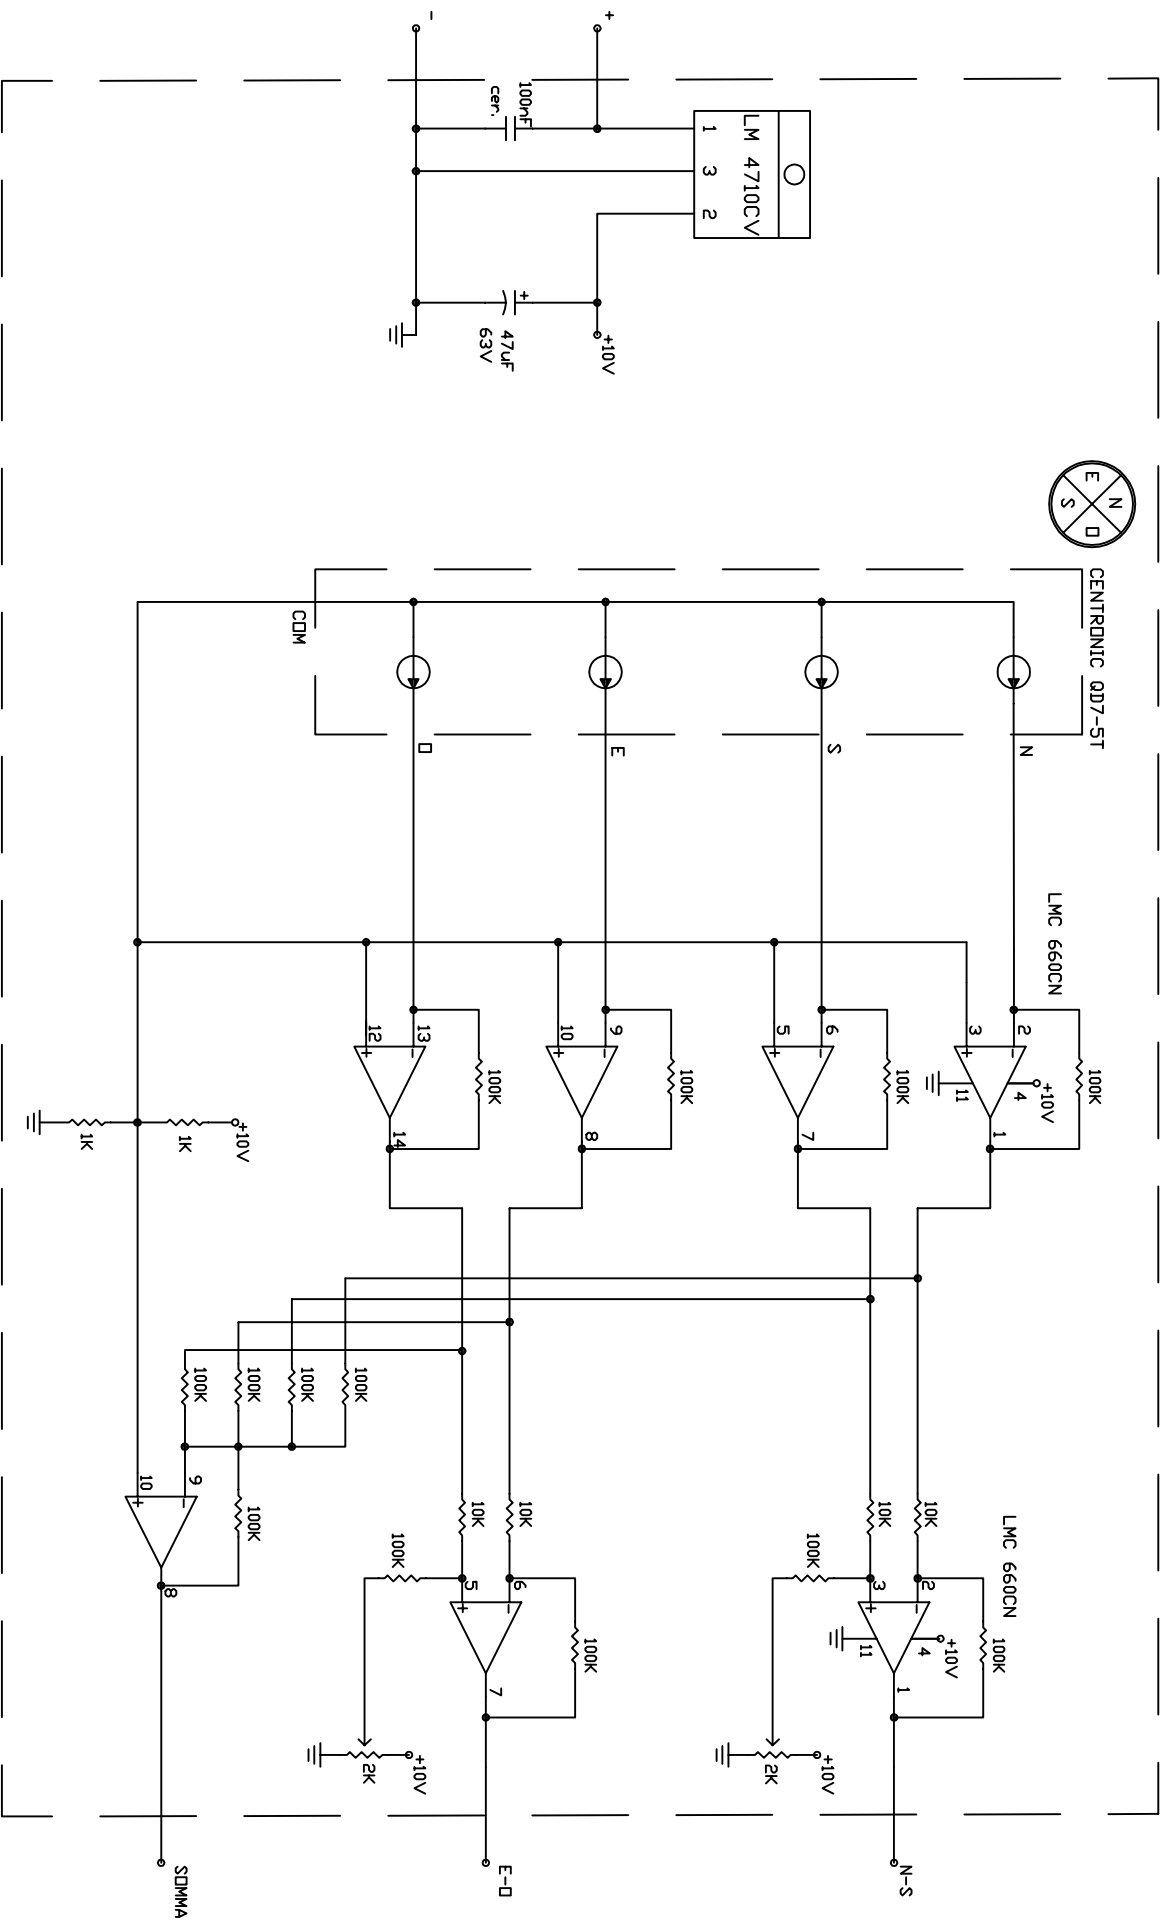 -
+
100nF
cer.
LM 4710CV
1
3
2
+
47uF
63V
+10V
N
E
O
S
CENTRONIC QD7-5T
COM
N
S
E
O
LMC 660CN
100K
2
3
+10V
4
11
1
100K
6
5
7
100K
9
10
8
100K
13
12
14
+10V
1K
1K
100K
100K
100K
100K
9
10
100K
8
SOMMA
LMC 660CN
10K
10K
2
3
100K
+10V
4
11
1
100K
+10V
2K
N-S
10K
10K
6
5
100K
7
100K
+10V
2K
E-O